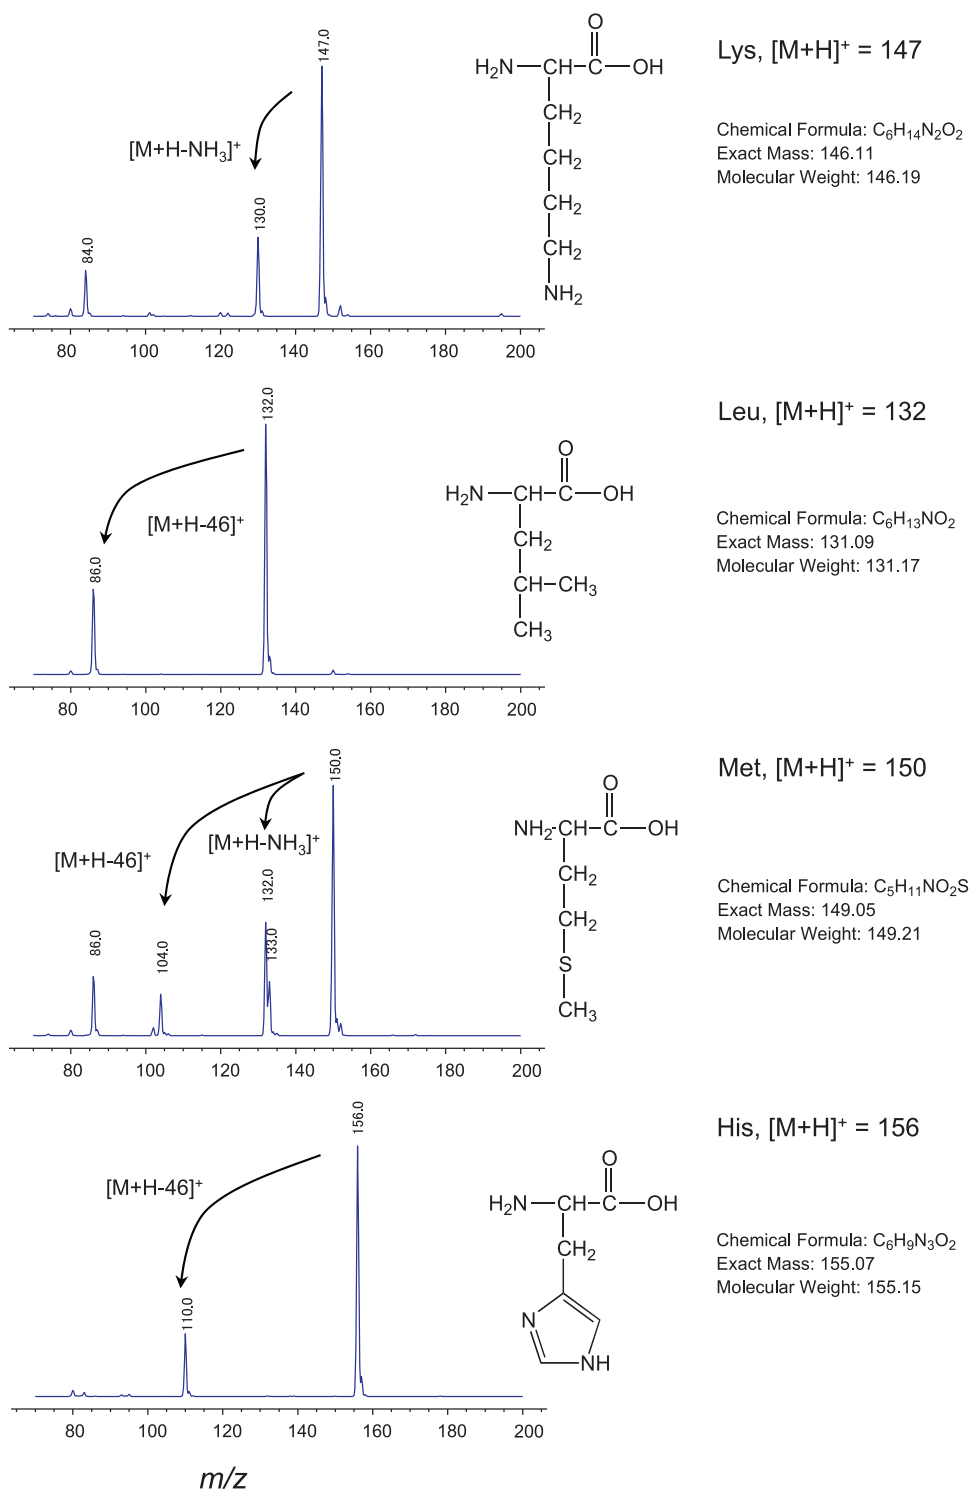 147.0
O
H₂N—CH—C—OH
CH₂
CH₂
CH₂
CH₂
NH₂
Lys, [M+H]⁺ = 147
Chemical Formula: C₆H₁₄N₂O₂
Exact Mass: 146.11
Molecular Weight: 146.19
[M+H-NH₃]⁺
130.0
84.0
80 100 120 140 160 180 200
132.0
O
H₂N—CH—C—OH
CH₂
CH—CH₃
CH₃
Leu, [M+H]⁺ = 132
Chemical Formula: C₆H₁₃NO₂
Exact Mass: 131.09
Molecular Weight: 131.17
[M+H-46]⁺
86.0
80 100 120 140 160 180 200
150.0
O
NH₂-CH—C—OH
CH₂
CH₂
S
CH₃
Met, [M+H]⁺ = 150
Chemical Formula: C₅H₁₁NO₂S
Exact Mass: 149.05
Molecular Weight: 149.21
[M+H-NH₃]⁺
[M+H-46]⁺
132.0
133.0
86.0
104.0
80 100 120 140 160 180 200
156.0
O
H₂N—CH—C—OH
CH₂
N
NH
His, [M+H]⁺ = 156
Chemical Formula: C₆H₉N₃O₂
Exact Mass: 155.07
Molecular Weight: 155.15
[M+H-46]⁺
110.0
80 100 120 140 160 180 200
m/z